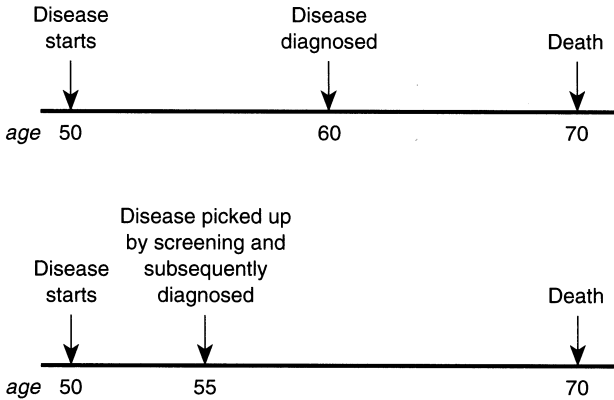 Disease starts
Disease diagnosed
Death
age 50 60 70
Disease picked up by screening and subsequently diagnosed
Disease starts
Death
age 50 55 70